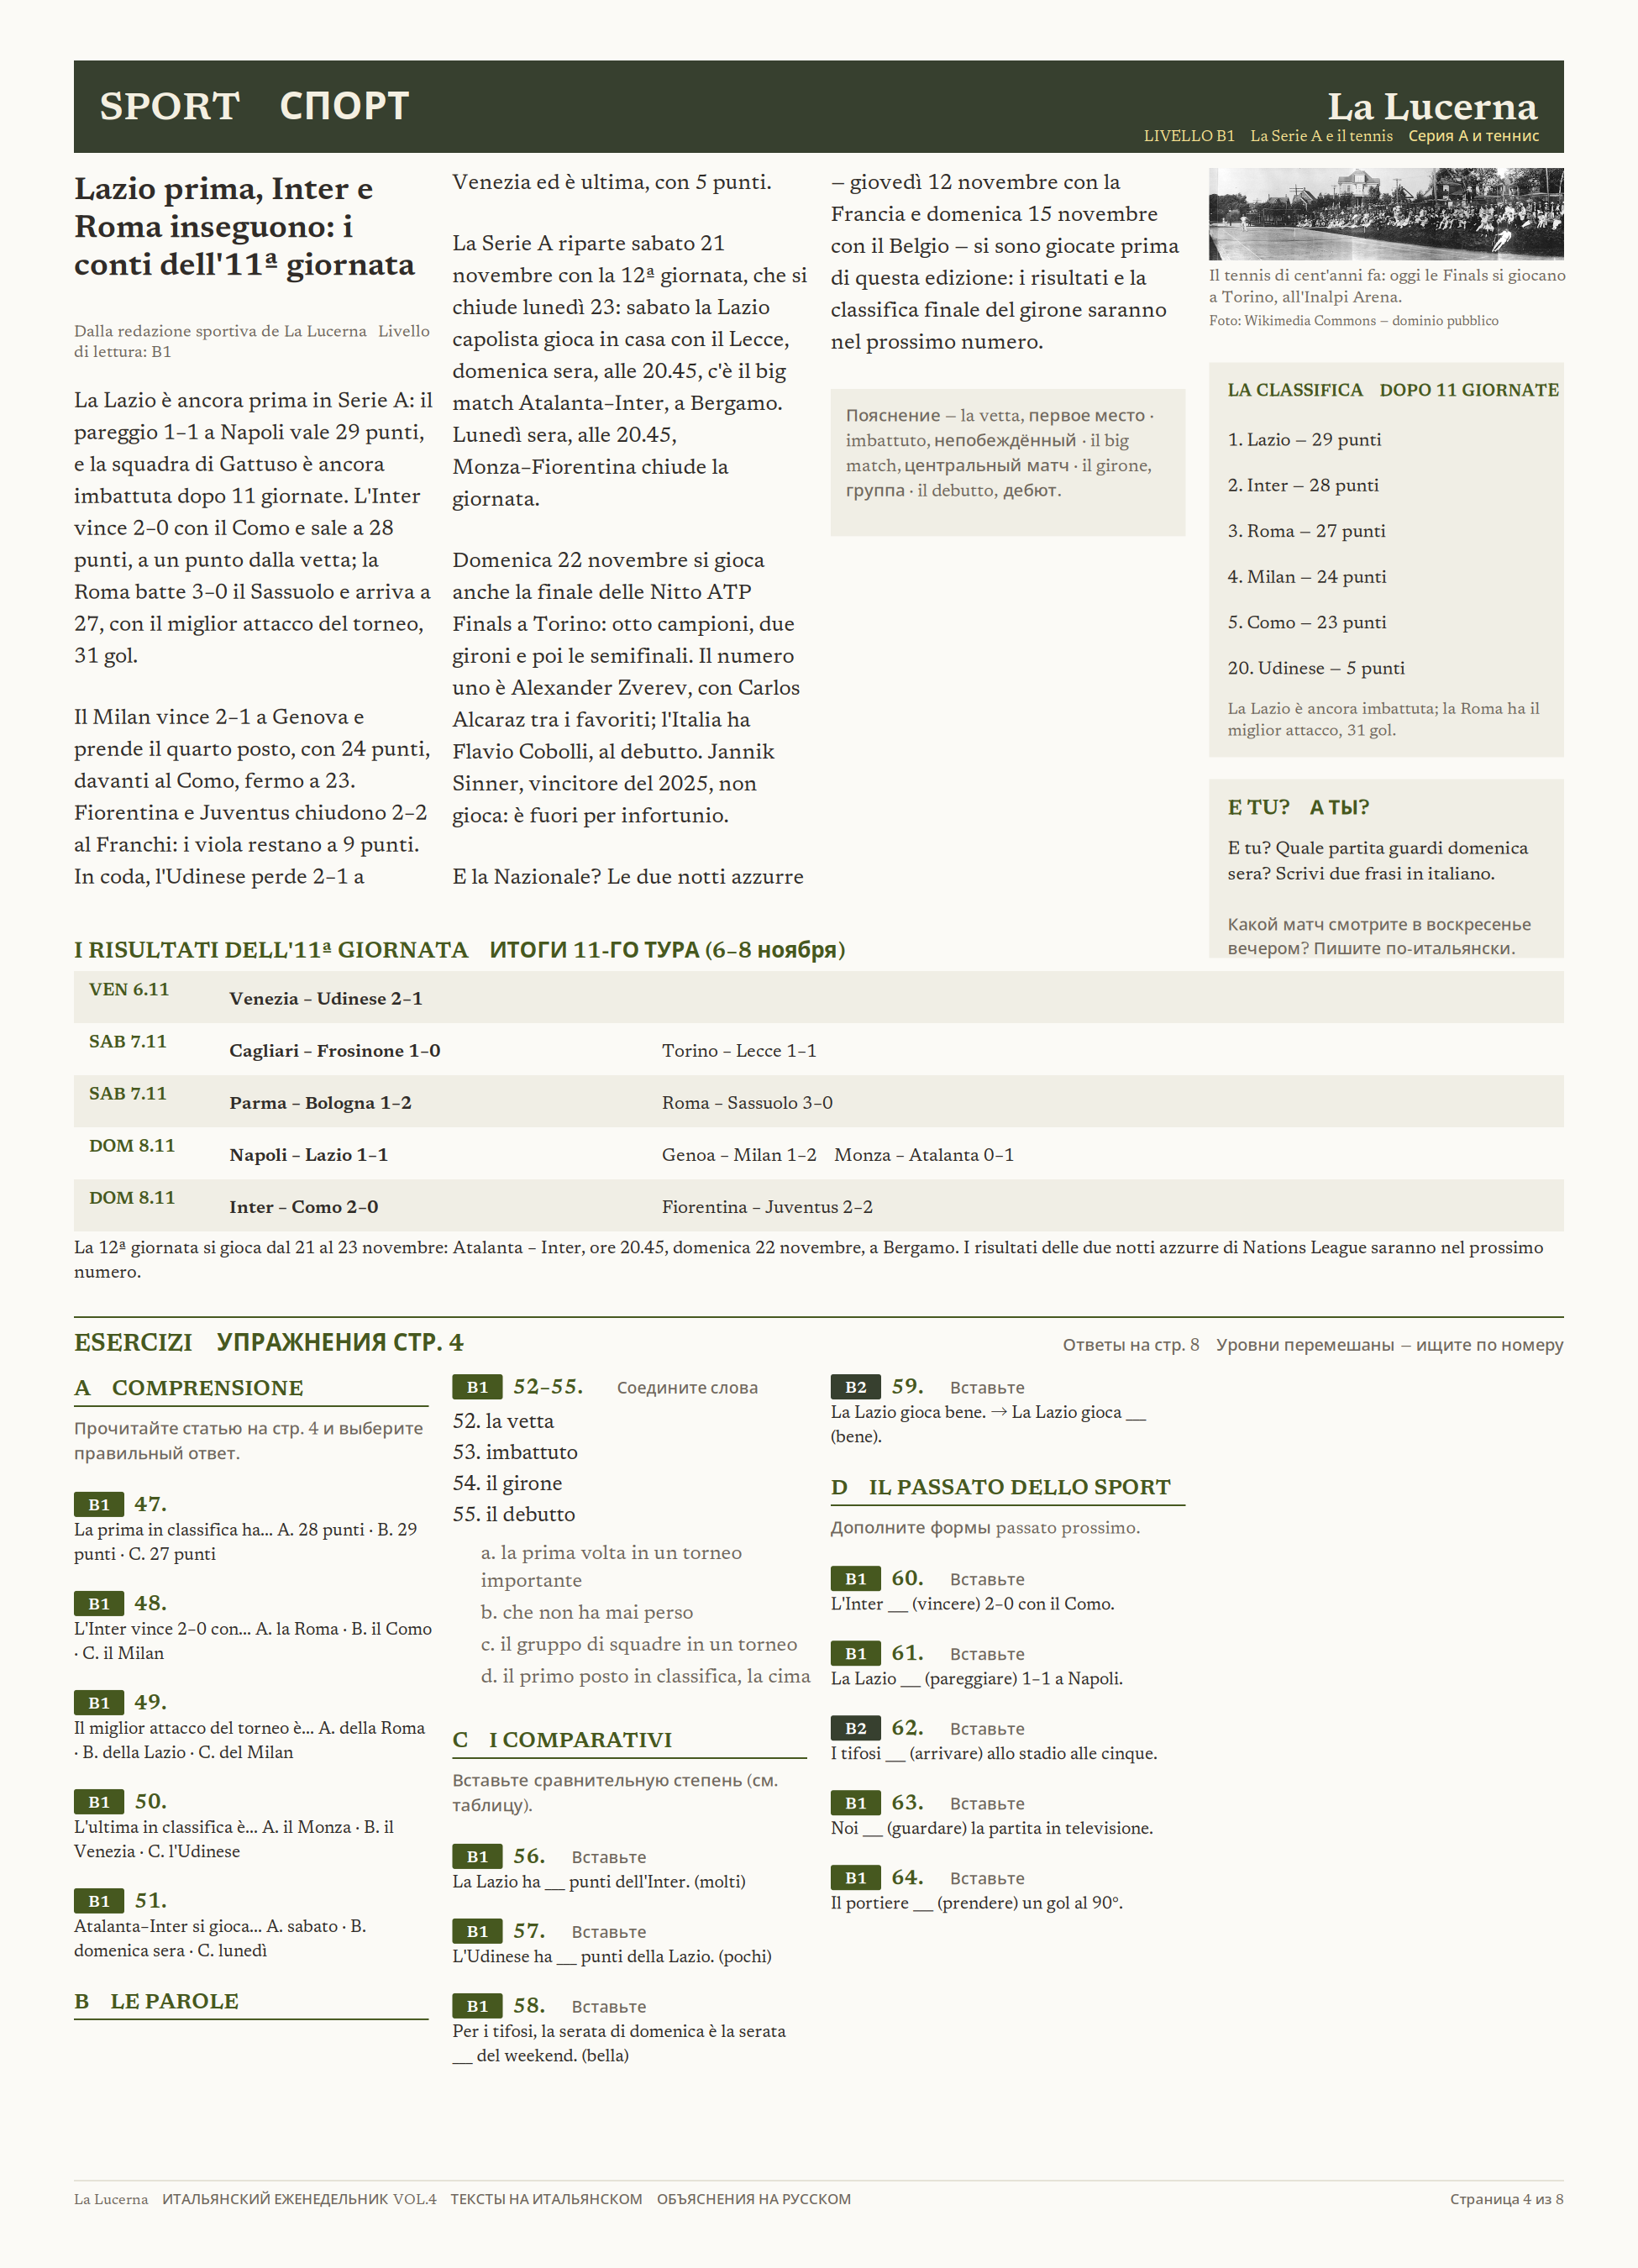 SPORT СПОРТ
La Lucerna
LIVELLO B1 La Serie A e il tennis Серия А и теннис
Lazio prima, Inter e
Roma inseguono: i
conti dell'11ª giornata
Dalla redazione sportiva de La Lucerna Livello
di lettura: B1
La Lazio è ancora prima in Serie A: il
pareggio 1–1 a Napoli vale 29 punti,
e la squadra di Gattuso è ancora
imbattuta dopo 11 giornate. L'Inter
vince 2–0 con il Como e sale a 28
punti, a un punto dalla vetta; la
Roma batte 3–0 il Sassuolo e arriva a
27, con il miglior attacco del torneo,
31 gol.
Il Milan vince 2–1 a Genova e
prende il quarto posto, con 24 punti,
davanti al Como, fermo a 23.
Fiorentina e Juventus chiudono 2–2
al Franchi: i viola restano a 9 punti.
In coda, l'Udinese perde 2–1 a
Venezia ed è ultima, con 5 punti.
La Serie A riparte sabato 21
novembre con la 12ª giornata, che si
chiude lunedì 23: sabato la Lazio
capolista gioca in casa con il Lecce,
domenica sera, alle 20.45, c'è il big
match Atalanta–Inter, a Bergamo.
Lunedì sera, alle 20.45,
Monza–Fiorentina chiude la
giornata.
Domenica 22 novembre si gioca
anche la finale delle Nitto ATP
Finals a Torino: otto campioni, due
gironi e poi le semifinali. Il numero
uno è Alexander Zverev, con Carlos
Alcaraz tra i favoriti; l'Italia ha
Flavio Cobolli, al debutto. Jannik
Sinner, vincitore del 2025, non
gioca: è fuori per infortunio.
E la Nazionale? Le due notti azzurre
– giovedì 12 novembre con la
Francia e domenica 15 novembre
con il Belgio – si sono giocate prima
di questa edizione: i risultati e la
classifica finale del girone saranno
nel prossimo numero.
Пояснение – la vetta, первое место ·
imbattuto, непобеждённый · il big
match, центральный матч · il girone,
группа · il debutto, дебют.
Il tennis di cent'anni fa: oggi le Finals si giocano
a Torino, all'Inalpi Arena.
Foto: Wikimedia Commons – dominio pubblico
LA CLASSIFICA DOPO 11 GIORNATE
1. Lazio – 29 punti
2. Inter – 28 punti
3. Roma – 27 punti
4. Milan – 24 punti
5. Como – 23 punti
20. Udinese – 5 punti
La Lazio è ancora imbattuta; la Roma ha il
miglior attacco, 31 gol.
E TU? А ТЫ?
E tu? Quale partita guardi domenica
sera? Scrivi due frasi in italiano.
Какой матч смотрите в воскресенье
вечером? Пишите по-итальянски.
I RISULTATI DELL'11ª GIORNATA ИТОГИ 11-ГО ТУРА (6–8 ноября)
VEN 6.11 Venezia – Udinese 2–1
SAB 7.11 Cagliari – Frosinone 1–0 Torino – Lecce 1–1
SAB 7.11 Parma – Bologna 1–2 Roma – Sassuolo 3–0
DOM 8.11 Napoli – Lazio 1–1 Genoa – Milan 1–2 Monza – Atalanta 0–1
DOM 8.11 Inter – Como 2–0 Fiorentina – Juventus 2–2
La 12ª giornata si gioca dal 21 al 23 novembre: Atalanta – Inter, ore 20.45, domenica 22 novembre, a Bergamo. I risultati delle due notti azzurre di Nations League saranno nel prossimo
numero.
ESERCIZI УПРАЖНЕНИЯ СТР. 4
Ответы на стр. 8 Уровни перемешаны – ищите по номеру
A COMPRENSIONE
Прочитайте статью на стр. 4 и выберите
правильный ответ.
B1 47.
La prima in classifica ha... A. 28 punti · B. 29
punti · C. 27 punti
B1 48.
L'Inter vince 2–0 con... A. la Roma · B. il Como
· C. il Milan
B1 49.
Il miglior attacco del torneo è... A. della Roma
· B. della Lazio · C. del Milan
B1 50.
L'ultima in classifica è... A. il Monza · B. il
Venezia · C. l'Udinese
B1 51.
Atalanta–Inter si gioca... A. sabato · B.
domenica sera · C. lunedì
B LE PAROLE
B1 52–55. Соедините слова
52. la vetta
53. imbattuto
54. il girone
55. il debutto
a. la prima volta in un torneo
importante
b. che non ha mai perso
c. il gruppo di squadre in un torneo
d. il primo posto in classifica, la cima
C I COMPARATIVI
Вставьте сравнительную степень (см.
таблицу).
B1 56. Вставьте
La Lazio ha ___ punti dell'Inter. (molti)
B1 57. Вставьте
L'Udinese ha ___ punti della Lazio. (pochi)
B1 58. Вставьте
Per i tifosi, la serata di domenica è la serata
___ del weekend. (bella)
B2 59. Вставьте
La Lazio gioca bene. → La Lazio gioca ___
(bene).
D IL PASSATO DELLO SPORT
Дополните формы passato prossimo.
B1 60. Вставьте
L'Inter ___ (vincere) 2–0 con il Como.
B1 61. Вставьте
La Lazio ___ (pareggiare) 1–1 a Napoli.
B2 62. Вставьте
I tifosi ___ (arrivare) allo stadio alle cinque.
B1 63. Вставьте
Noi ___ (guardare) la partita in televisione.
B1 64. Вставьте
Il portiere ___ (prendere) un gol al 90°.
La Lucerna ИТАЛЬЯНСКИЙ ЕЖЕНЕДЕЛЬНИК VOL.4 ТЕКСТЫ НА ИТАЛЬЯНСКОМ ОБЪЯСНЕНИЯ НА РУССКОМ
Страница 4 из 8